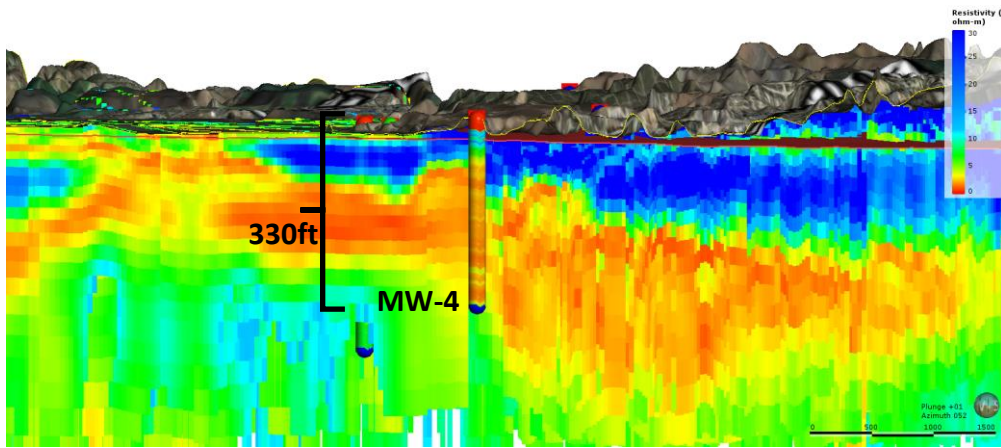 Resistivity (
ohm-m)
30
25
20
15
10
5
0
330ft
MW-4
Plunge +01
Azimuth 052
0 500 1000 1500